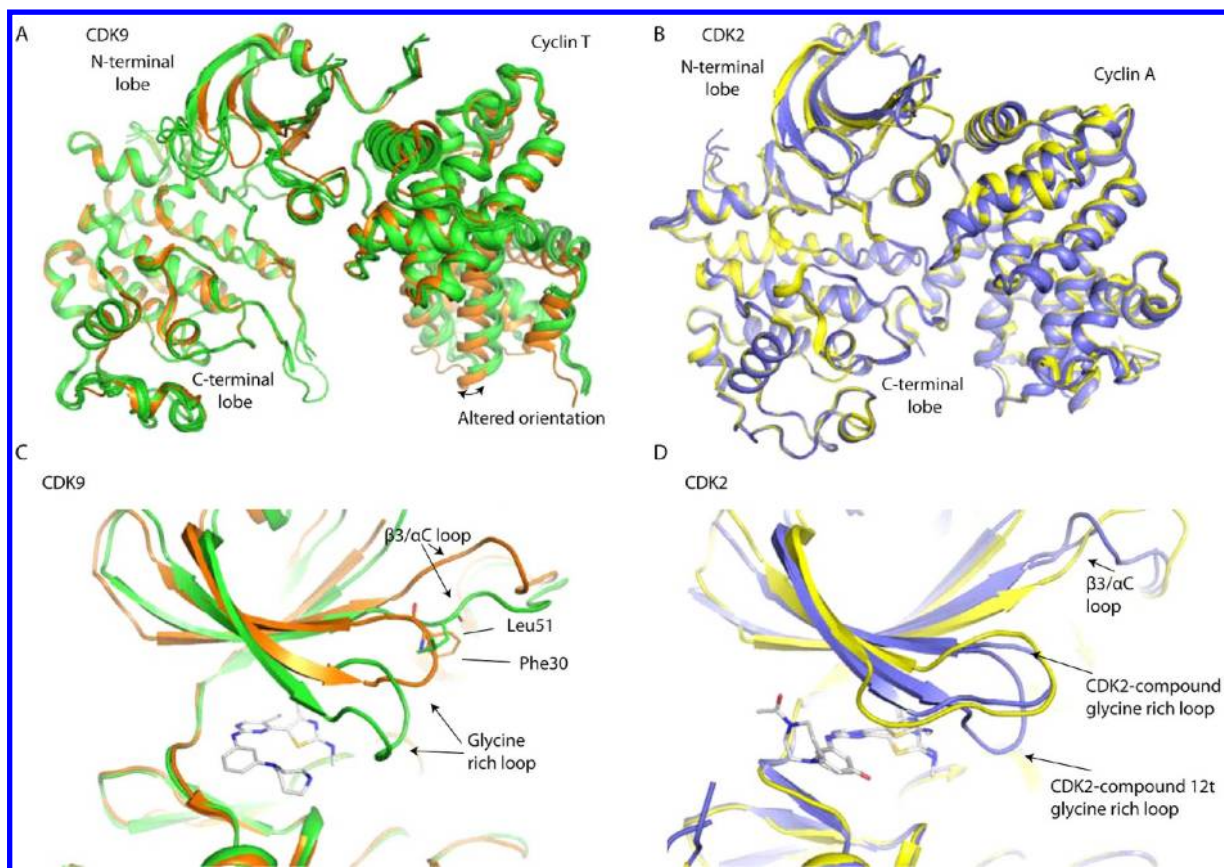 A
CDK9
N-terminal
lobe
Cyclin T
C-terminal
lobe
Altered orientation
B
CDK2
N-terminal
lobe
Cyclin A
C-terminal
lobe
C
CDK9
β3/αC loop
Leu51
Phe30
Glycine
rich loop
D
CDK2
β3/αC
loop
CDK2-compound
glycine rich loop
CDK2-compound 12t
glycine rich loop